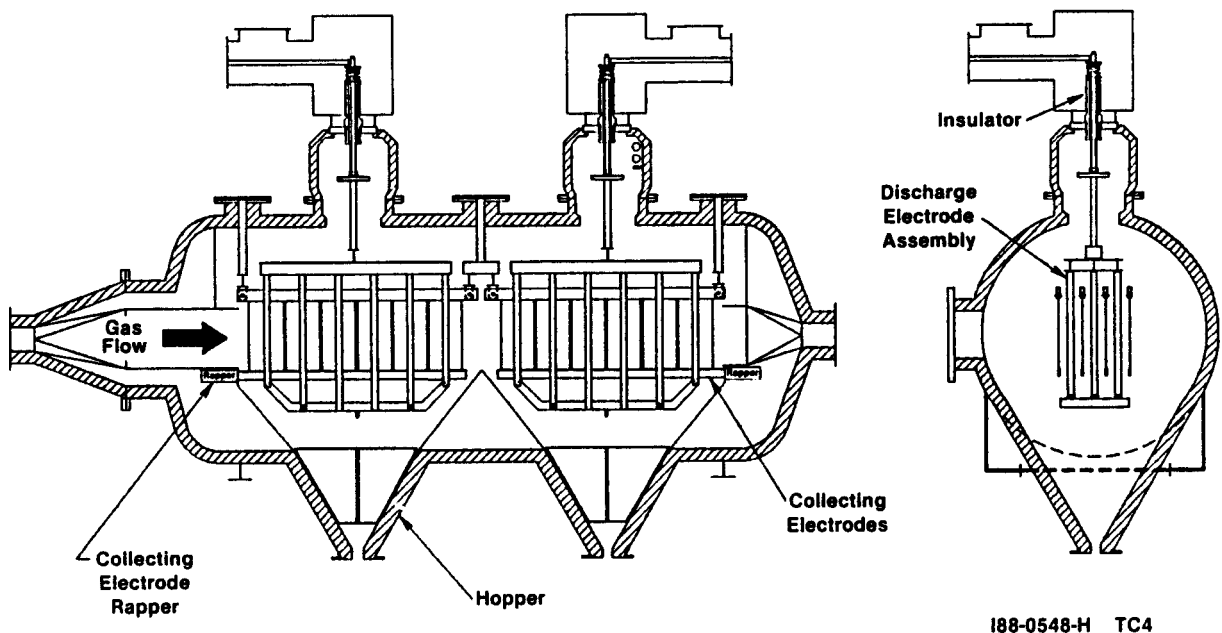 Insulator
Discharge
Electrode
Assembly
Gas
Flow
Rapper
Rapper
Collecting
Electrodes
Collecting
Electrode
Rapper
Hopper
I88-0548-H TC4